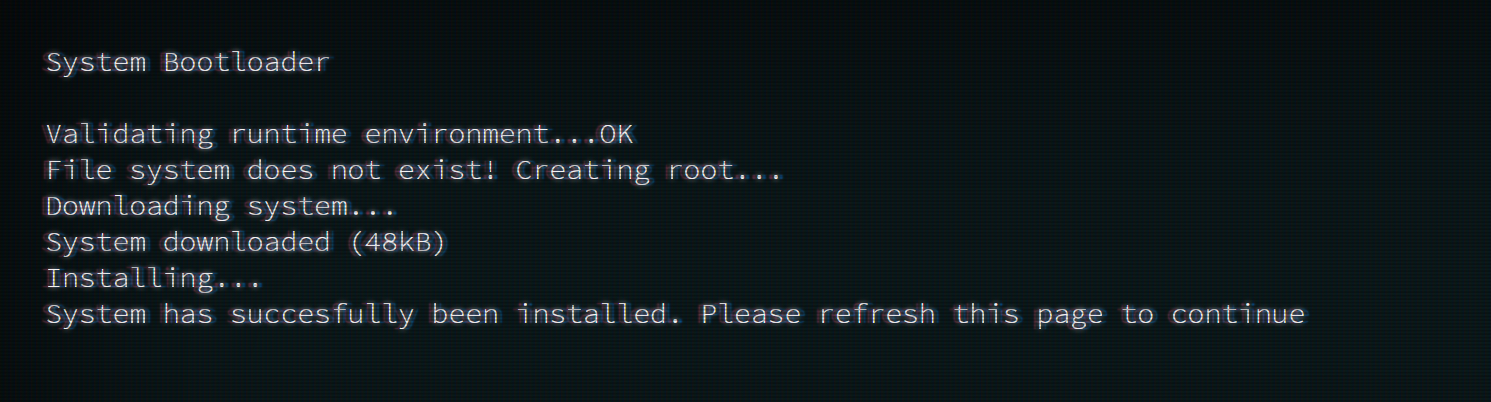 System Bootloader
Validating runtime environment...OK
File system does not exist! Creating root...
Downloading system...
System downloaded (48kB)
Installing...
System has succesfully been installed. Please refresh this page to continue